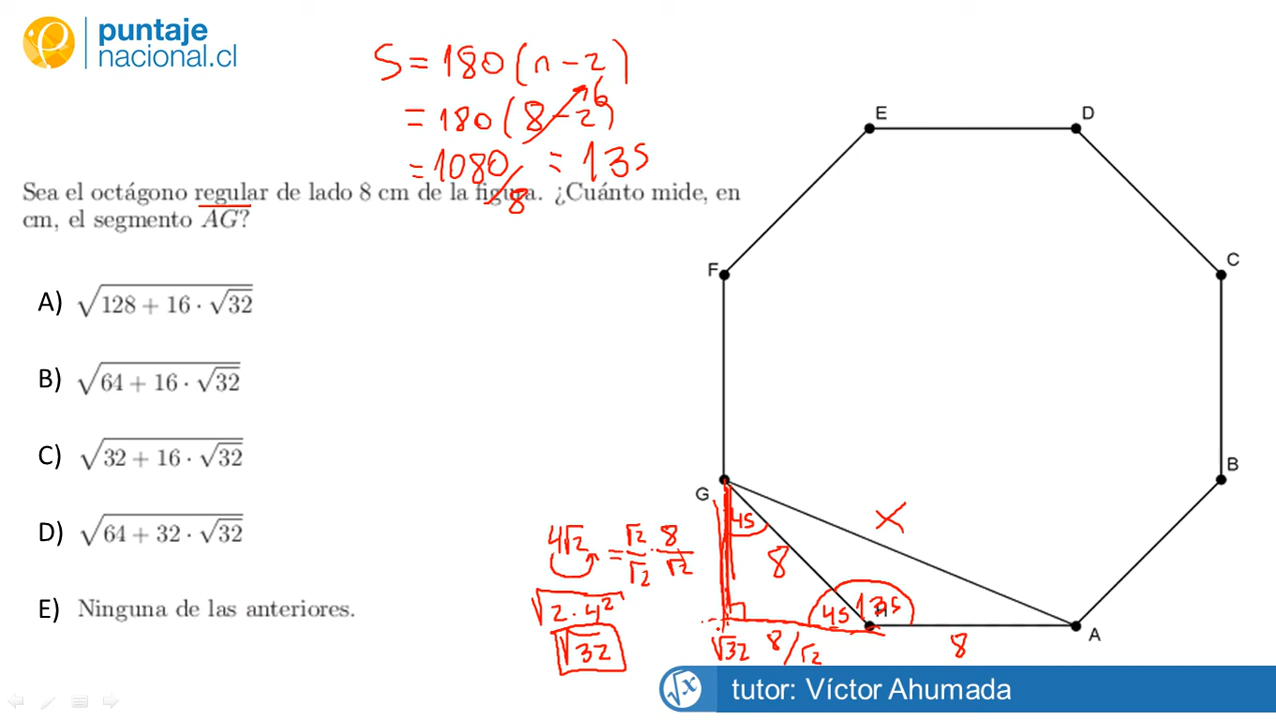 puntaje
nacional.cl
S = 180 (n - 2)
= 180 (8 - 2) 6
= 1080/8 = 135
Sea el octágono regular de lado 8 cm de la figura. ¿Cuánto mide, en
cm, el segmento AG?
A) √(128 + 16 · √32)
B) √(64 + 16 · √32)
C) √(32 + 16 · √32)
D) √(64 + 32 · √32)
E) Ninguna de las anteriores.
E
D
F
C
G
B
H
A
45
8
x
45
135
8
4√2 = √2/√2 · 8/√2
√(2 · 4²)
√32
√32
8/√2
√x
tutor: Víctor Ahumada